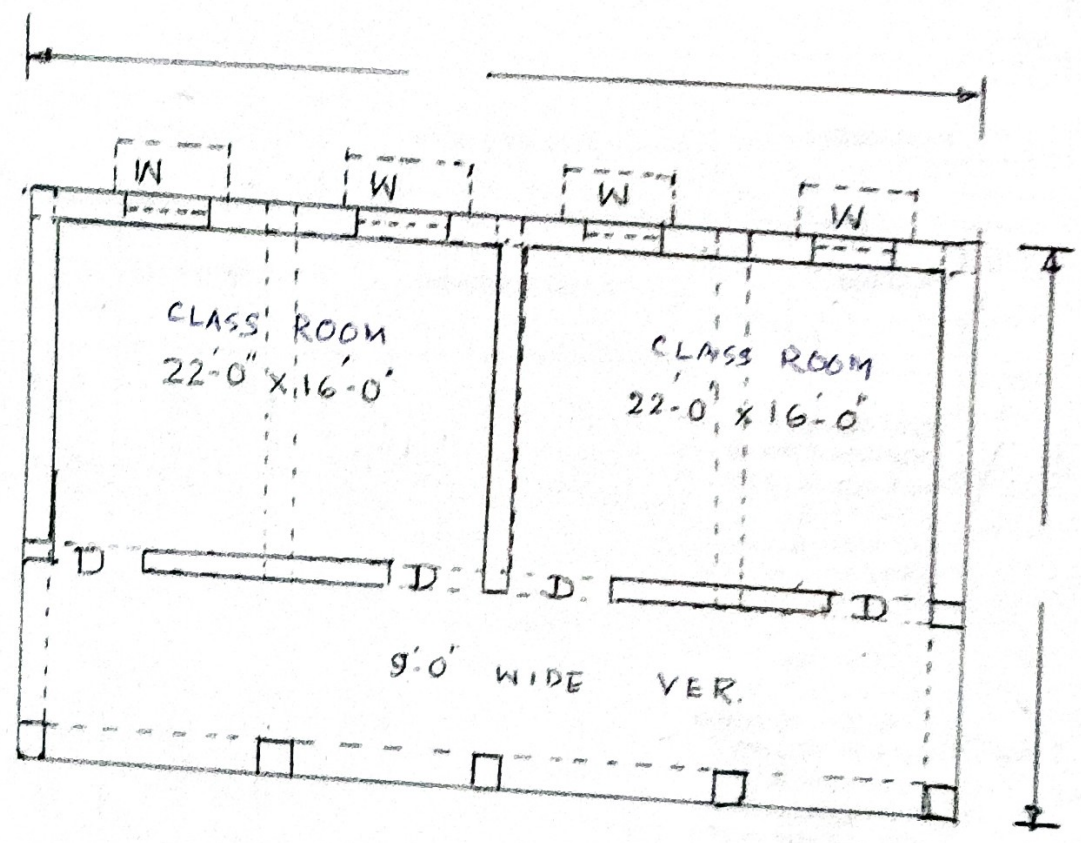 W W W W
CLASS ROOM
22'-0" x 16'-0"
CLASS ROOM
22'-0" x 16'-0"
D D D D
9'-0" WIDE VER.